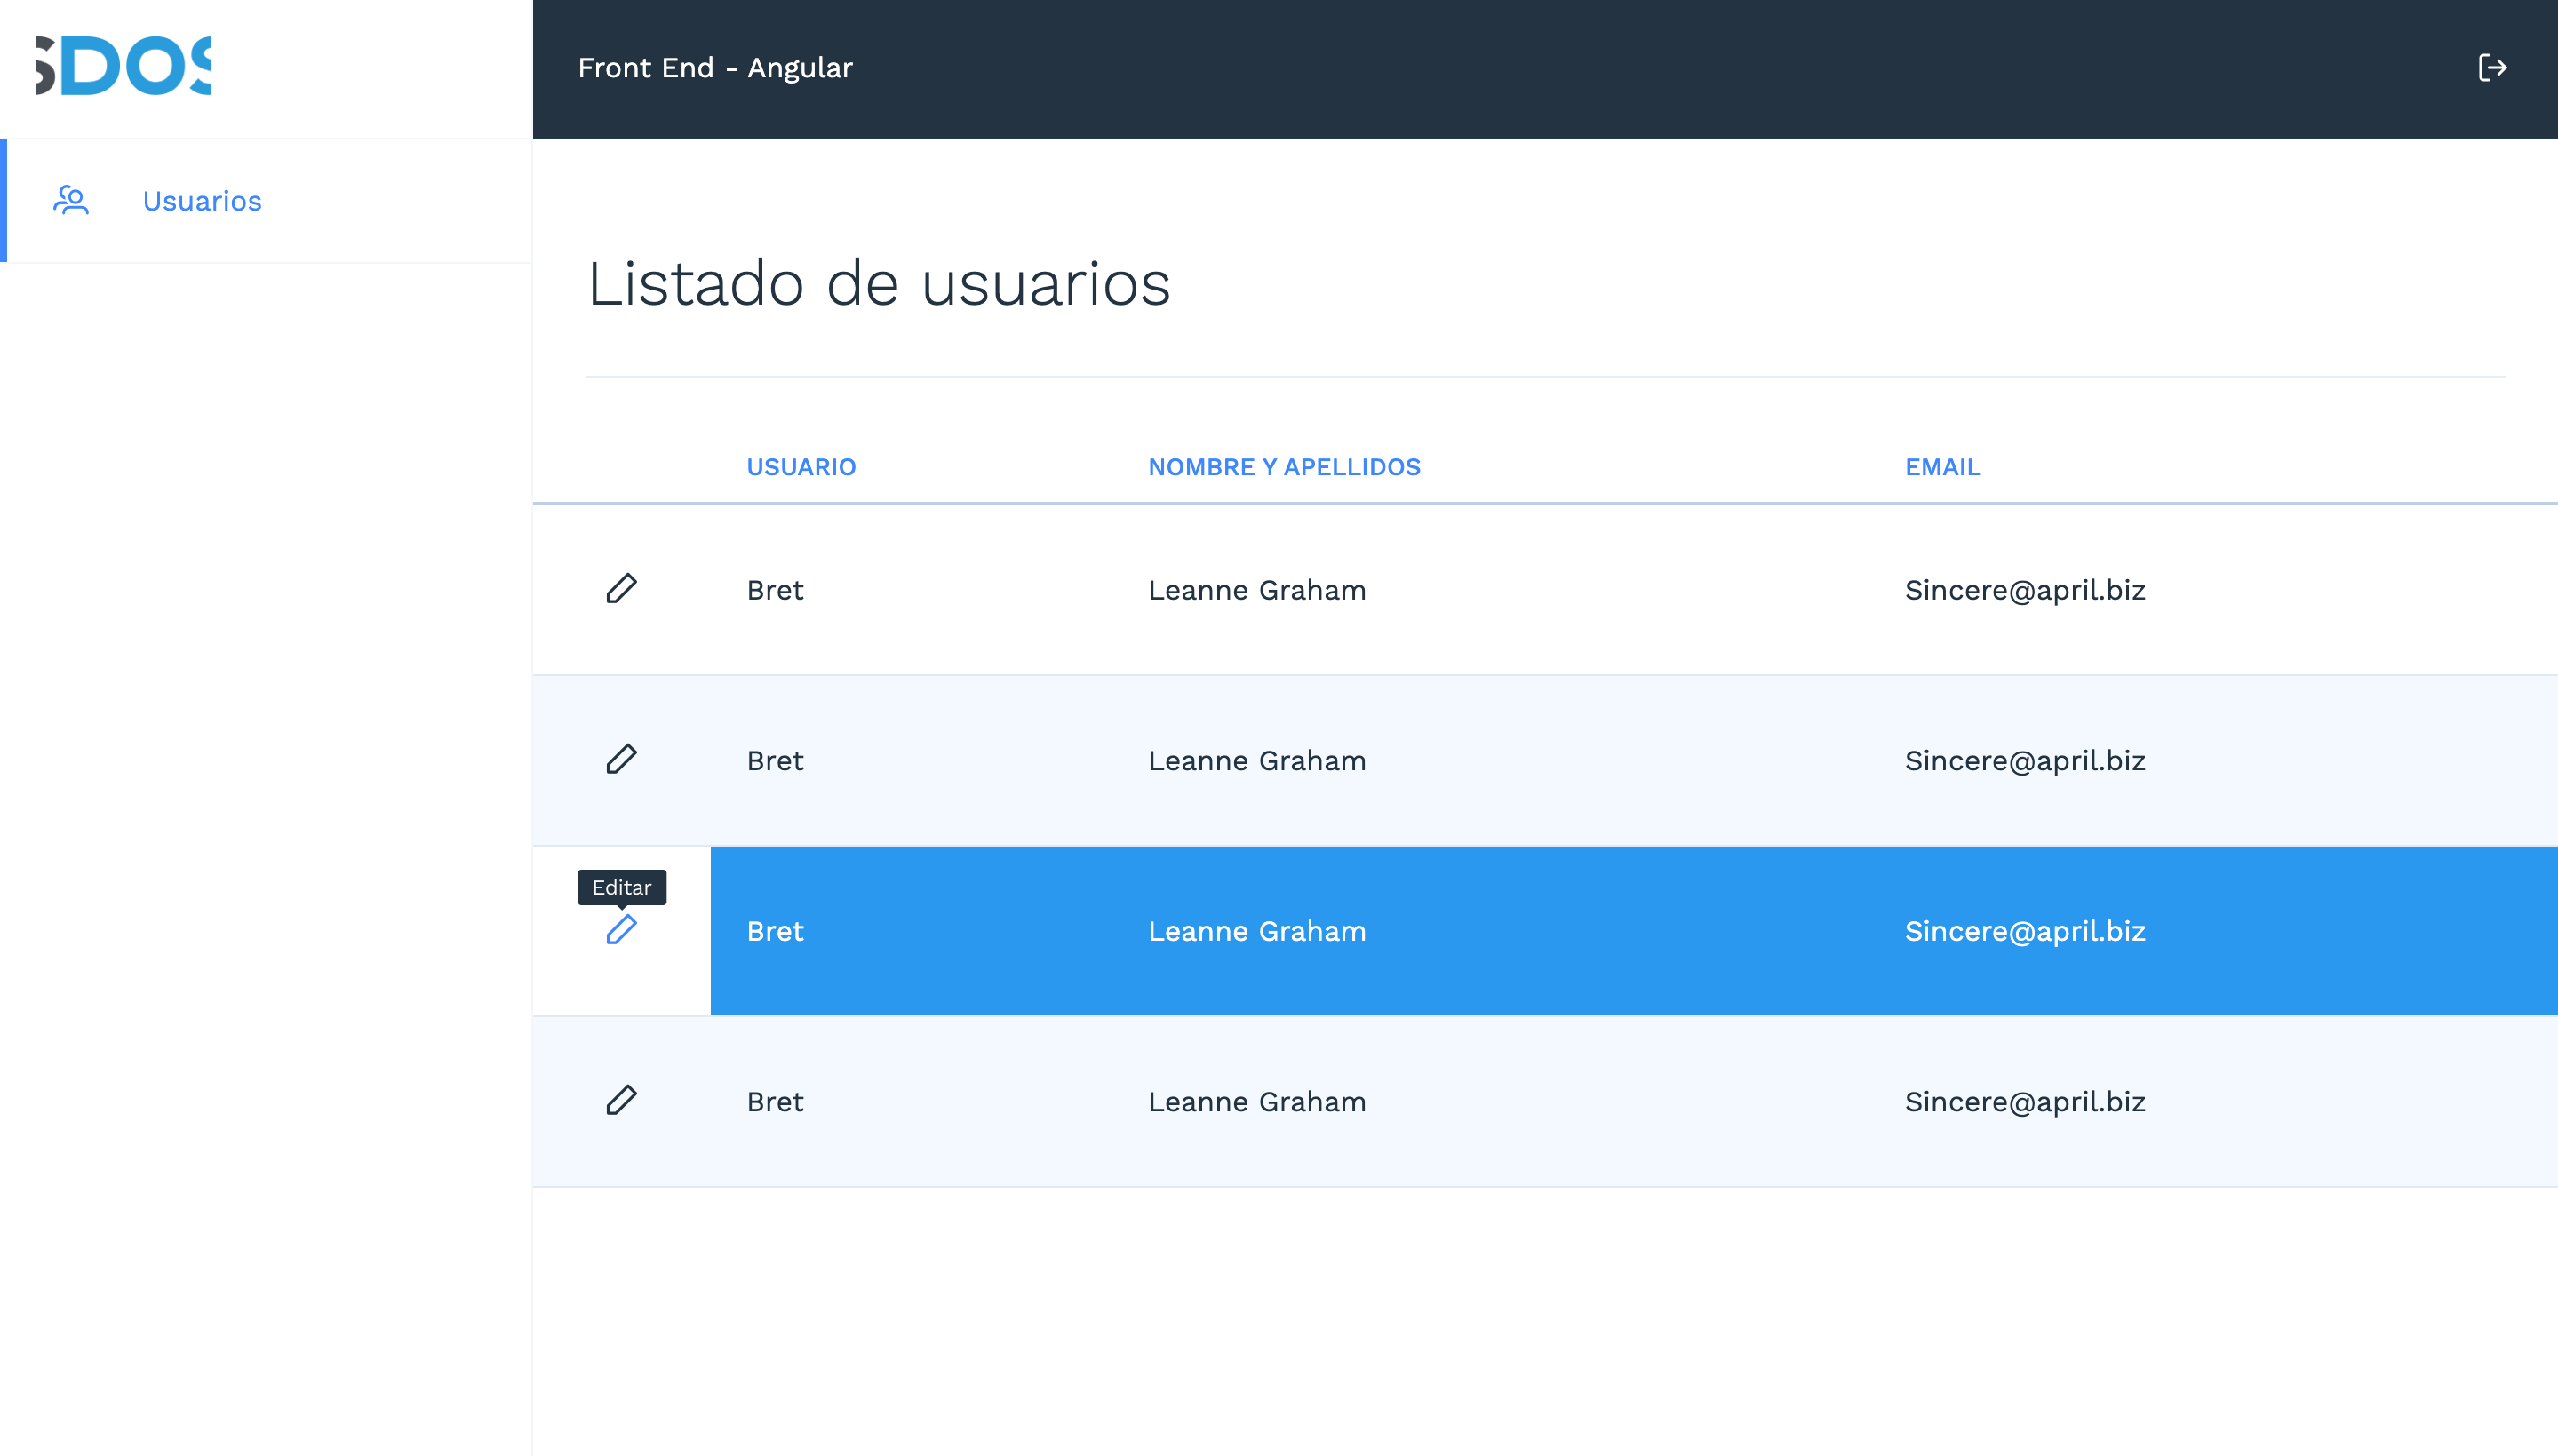 SDOS
Front End - Angular
Usuarios
Listado de usuarios
USUARIO NOMBRE Y APELLIDOS EMAIL
Bret Leanne Graham Sincere@april.biz
Bret Leanne Graham Sincere@april.biz
Editar
Bret Leanne Graham Sincere@april.biz
Bret Leanne Graham Sincere@april.biz